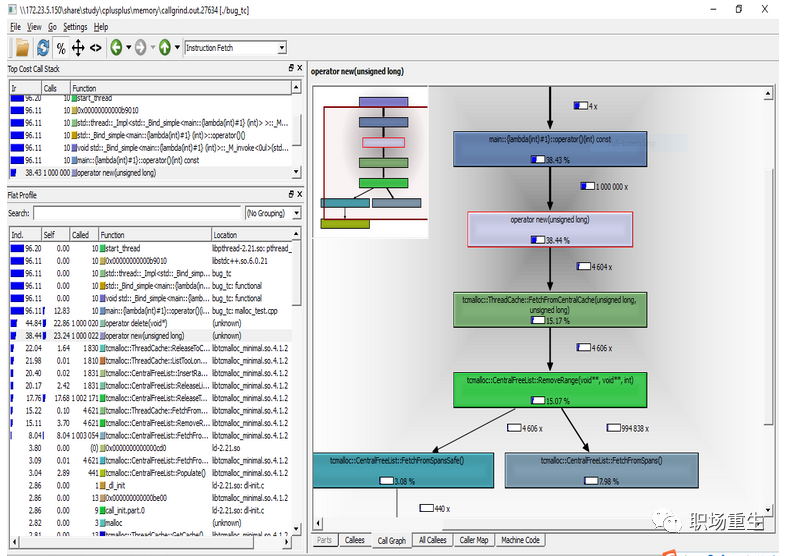 \\172.23.5.150\share\study\cplusplus\memory\callgrind.out.27634 [./bug_tc]
File View Go Settings Help
% <> Instruction Fetch
Top Cost Call Stack
Ir Calls Function
96.20 10 start_thread
96.11 10 0x00000000000b9010
96.11 10 std::thread::_Impl<std::_Bind_simple<main::{lambda(int)#1} (int)> >::_M...
96.11 10 std::_Bind_simple<main::{lambda(int)#1} (int)>::operator()()
96.11 10 void std::_Bind_simple<main::{lambda(int)#1} (int)>::_M_invoke<0ul>(std...
96.11 10 main::{lambda(int)#1}::operator()(int) const
38.43 1 000 000 operator new(unsigned long)
Flat Profile
Search: (No Grouping)
Incl. Self Called Function Location
96.20 0.00 10 start_thread libpthread-2.21.so: pthread_...
96.11 0.00 10 0x00000000000b9010 libstdc++.so.6.0.21
96.11 0.00 10 std::thread::_Impl<std::_Bind_sim... bug_tc
96.11 0.00 10 std::_Bind_simple<main::{lambda(i... bug_tc: functional
96.11 0.00 10 void std::_Bind_simple<main::{lam... bug_tc: functional
96.11 12.83 10 main::{lambda(int)#1}::operator()(... bug_tc: malloc_test.cpp
44.84 22.86 1 000 020 operator delete(void*) (unknown)
38.44 23.24 1 000 022 operator new(unsigned long) (unknown)
22.04 1.64 1 830 tcmalloc::ThreadCache::ReleaseToC... libtcmalloc_minimal.so.4.1.2
21.98 0.01 1 810 tcmalloc::ThreadCache::ListTooLon... libtcmalloc_minimal.so.4.1.2
20.40 0.02 1 831 tcmalloc::CentralFreeList::InsertRa... libtcmalloc_minimal.so.4.1.2
20.17 2.42 1 831 tcmalloc::CentralFreeList::ReleaseLi... libtcmalloc_minimal.so.4.1.2
17.76 17.68 1 002 171 tcmalloc::CentralFreeList::ReleaseT... libtcmalloc_minimal.so.4.1.2
15.22 0.10 4 621 tcmalloc::ThreadCache::FetchFrom... libtcmalloc_minimal.so.4.1.2
15.11 3.70 4 621 tcmalloc::CentralFreeList::RemoveR... libtcmalloc_minimal.so.4.1.2
8.04 8.04 1 003 054 tcmalloc::CentralFreeList::FetchFro... libtcmalloc_minimal.so.4.1.2
3.80 0.00 (0) 0x0000000000000cd0 ld-2.21.so
3.09 0.01 4 621 tcmalloc::CentralFreeList::FetchFro... libtcmalloc_minimal.so.4.1.2
3.04 2.89 441 tcmalloc::CentralFreeList::Populate() libtcmalloc_minimal.so.4.1.2
2.86 0.00 1 _dl_init ld-2.21.so: dl-init.c
2.86 0.00 13 0x000000000000be00 libtcmalloc_minimal.so.4.1.2
2.86 0.00 9 call_init.part.0 ld-2.21.so: dl-init.c
2.82 0.00 3 malloc (unknown)
operator new(unsigned long)
4 x
main::{lambda(int)#1}::operator()(int) const
38.43 %
1 000 000 x
operator new(unsigned long)
38.44 %
4 604 x
tcmalloc::ThreadCache::FetchFromCentralCache(unsigned long,
unsigned long)
15.17 %
4 606 x
tcmalloc::CentralFreeList::RemoveRange(void**, void**, int)
15.07 %
4 606 x 994 838 x
tcmalloc::CentralFreeList::FetchFromSpansSafe()
3.08 %
tcmalloc::CentralFreeList::FetchFromSpans()
7.98 %
440 x
Parts Callees Call Graph All Callees Caller Map Machine Code
职场重生